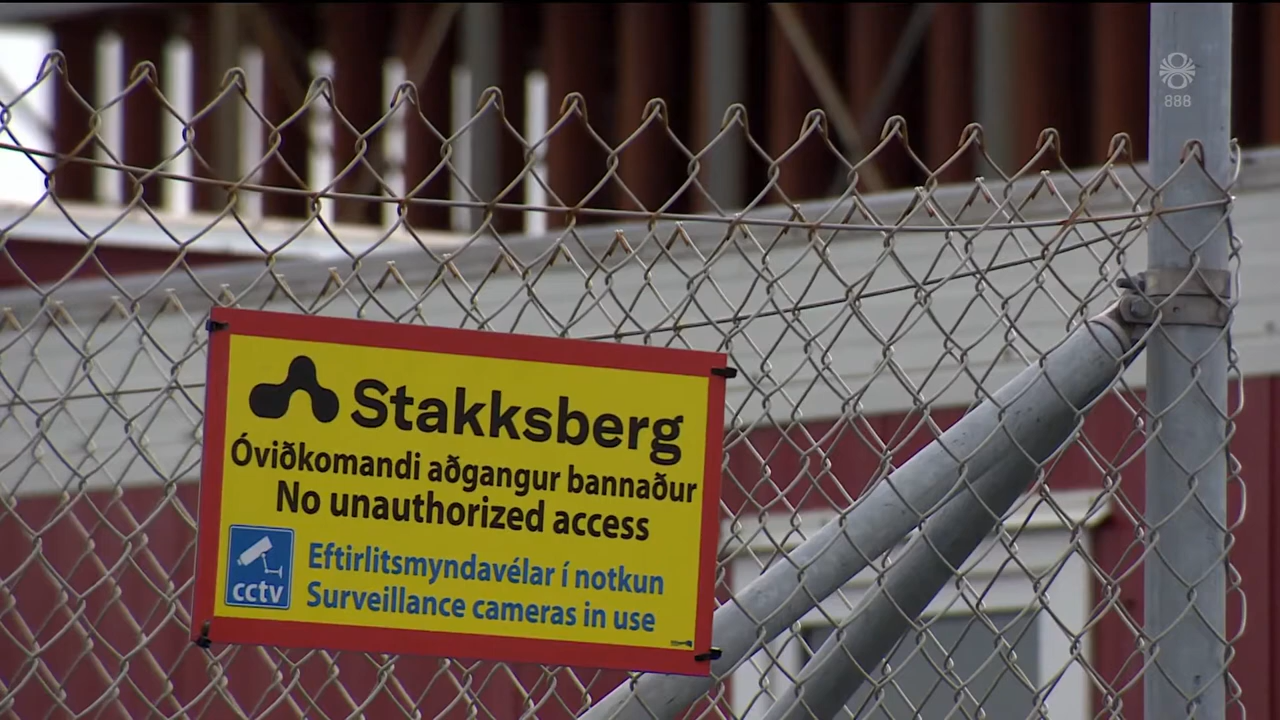 888
Stakksberg
Óviðkomandi aðgangur bannaður
No unauthorized access
cctv
Eftirlitsmyndavélar í notkun
Surveillance cameras in use